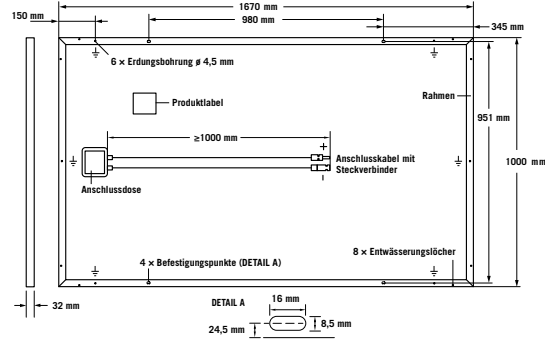 1670 mm
150 mm
980 mm
345 mm
6 × Erdungsbohrung ø 4,5 mm
Produktlabel
Rahmen
≥1000 mm
951 mm
+
Anschlusskabel mit
Steckverbinder
–
1000 mm
Anschlussdose
4 × Befestigungspunkte (DETAIL A)
8 × Entwässerungslöcher
32 mm
DETAIL A
16 mm
24,5 mm
8,5 mm